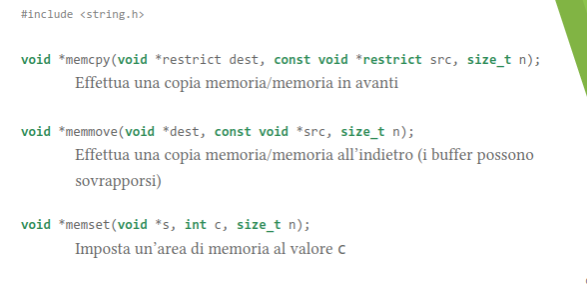 #include <string.h>
void *memcpy(void *restrict dest, const void *restrict src, size_t n);
Effettua una copia memoria/memoria in avanti
void *memmove(void *dest, const void *src, size_t n);
Effettua una copia memoria/memoria all’indietro (i buffer possono
sovrapporsi)
void *memset(void *s, int c, size_t n);
Imposta un’area di memoria al valore c